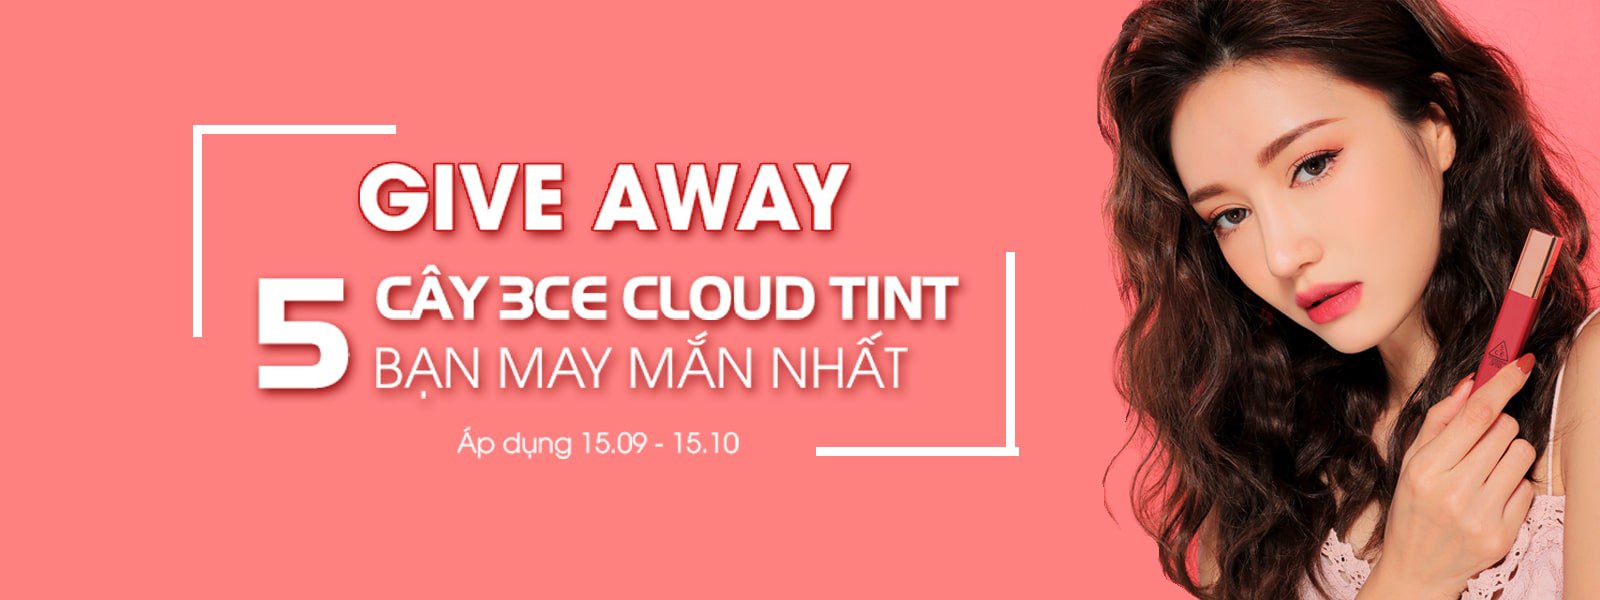 GIVE AWAY
5 CÂY 3CE CLOUD TINT
BẠN MAY MẮN NHẤT
Áp dụng 15.09 - 15.10